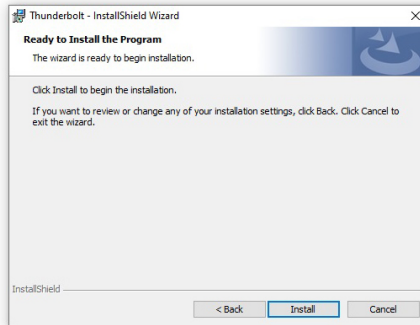 Thunderbolt - InstallShield Wizard
Ready to Install the Program
The wizard is ready to begin installation.
Click Install to begin the installation.
If you want to review or change any of your installation settings, click Back. Click Cancel to
exit the wizard.
InstallShield
< Back Install Cancel